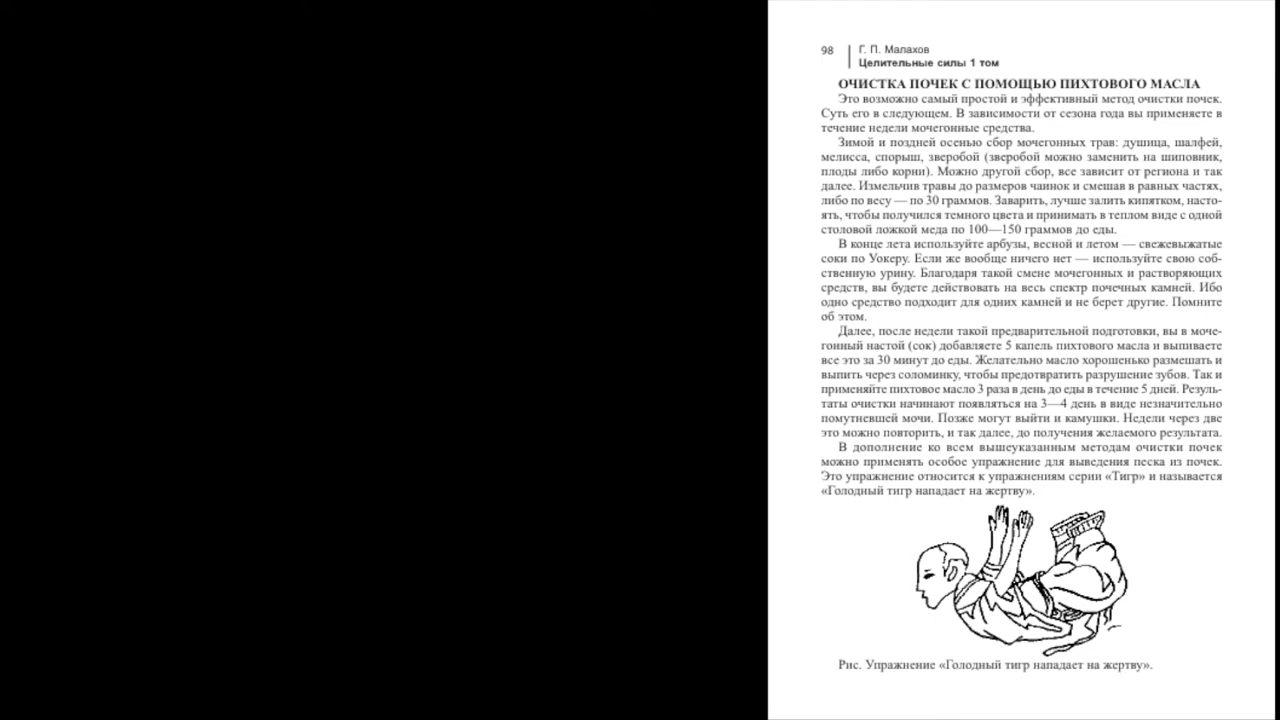 98
Г. П. Малахов
Целительные силы 1 том
ОЧИСТКА ПОЧЕК С ПОМОЩЬЮ ПИХТОВОГО МАСЛА
Это возможно самый простой и эффективный метод очистки почек.
Суть его в следующем. В зависимости от сезона года вы применяете в
течение недели мочегонные средства.
Зимой и поздней осенью сбор мочегонных трав: душица, шалфей,
мелисса, спорыш, зверобой (зверобой можно заменить на шиповник,
плоды либо корни). Можно другой сбор, все зависит от региона и так
далее. Измельчив травы до размеров чаинок и смешав в равных частях,
либо по весу — по 30 граммов. Заварить, лучше залить кипятком, насто-
ять, чтобы получился темного цвета и принимать в теплом виде с одной
столовой ложкой меда по 100—150 граммов до еды.
В конце лета используйте арбузы, весной и летом — свежевыжатые
соки по Уокеру. Если же вообще ничего нет — используйте свою соб-
ственную урину. Благодаря такой смене мочегонных и растворяющих
средств, вы будете действовать на весь спектр почечных камней. Ибо
одно средство подходит для одних камней и не берет другие. Помните
об этом.
Далее, после недели такой предварительной подготовки, вы в моче-
гонный настой (сок) добавляете 5 капель пихтового масла и выпиваете
все это за 30 минут до еды. Желательно масло хорошенько размешать и
выпить через соломинку, чтобы предотвратить разрушение зубов. Так и
применяйте пихтовое масло 3 раза в день до еды в течение 5 дней. Резуль-
таты очистки начинают появляться на 3—4 день в виде незначительно
помутневшей мочи. Позже могут выйти и камушки. Недели через две
это можно повторить, и так далее, до получения желаемого результата.
В дополнение ко всем вышеуказанным методам очистки почек
можно применять особое упражнение для выведения песка из почек.
Это упражнение относится к упражнениям серии «Тигр» и называется
«Голодный тигр нападает на жертву».
Рис. Упражнение «Голодный тигр нападает на жертву».